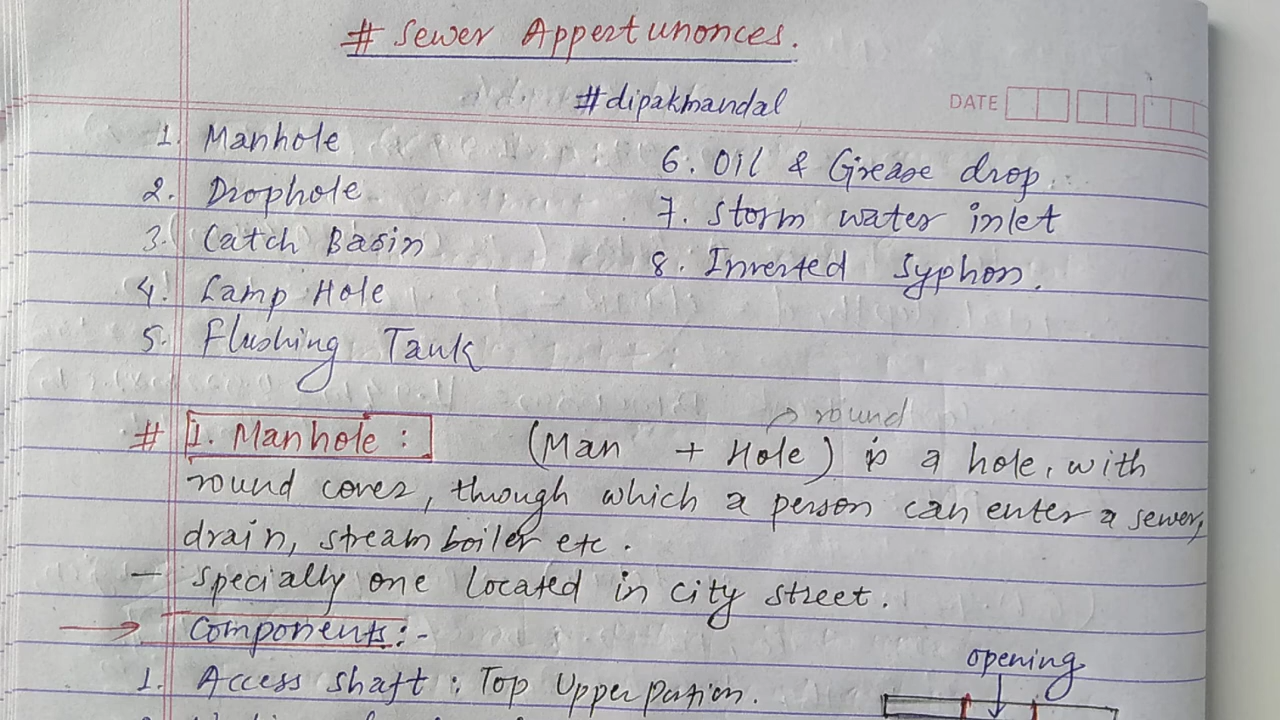 # Sewer Appertunonces.
#dipakmandal
DATE
1. Manhole
2. Drophole
3. Catch Basin
4. Lamp Hole
5. Flushing Tank
6. Oil & Grease drop
7. Storm water inlet
8. Inverted Syphon.
round
# 1. Manhole : (Man + Hole) is a hole, with
round cover, through which a person can enter a sewer,
drain, stream boiler etc.
— specially one located in city street.
→ Components:-
opening
1. Access shaft : Top Upper portion.